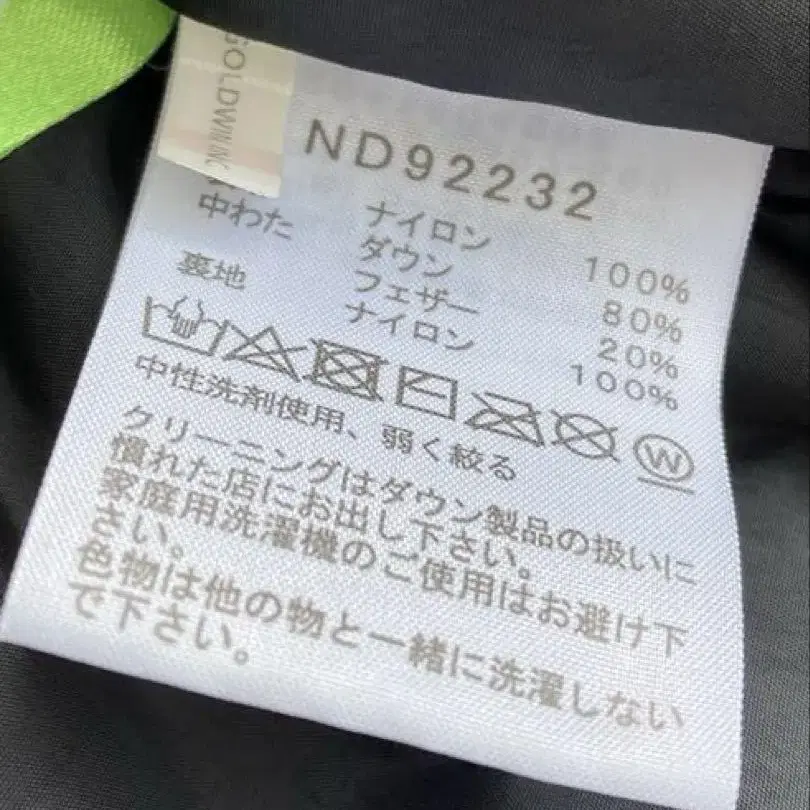 GOLDWIN INC
ND92232
ナイロン 100%
中わた ダウン 80%
フェザー 20%
裏地 ナイロン 100%
W
中性洗剤使用、弱く絞る
クリーニングはダウン製品の扱いに
慣れた店にお出し下さい。
家庭用洗濯機のご使用はお避け下
さい。
色物は他の物と一緒に洗濯しない
で下さい。